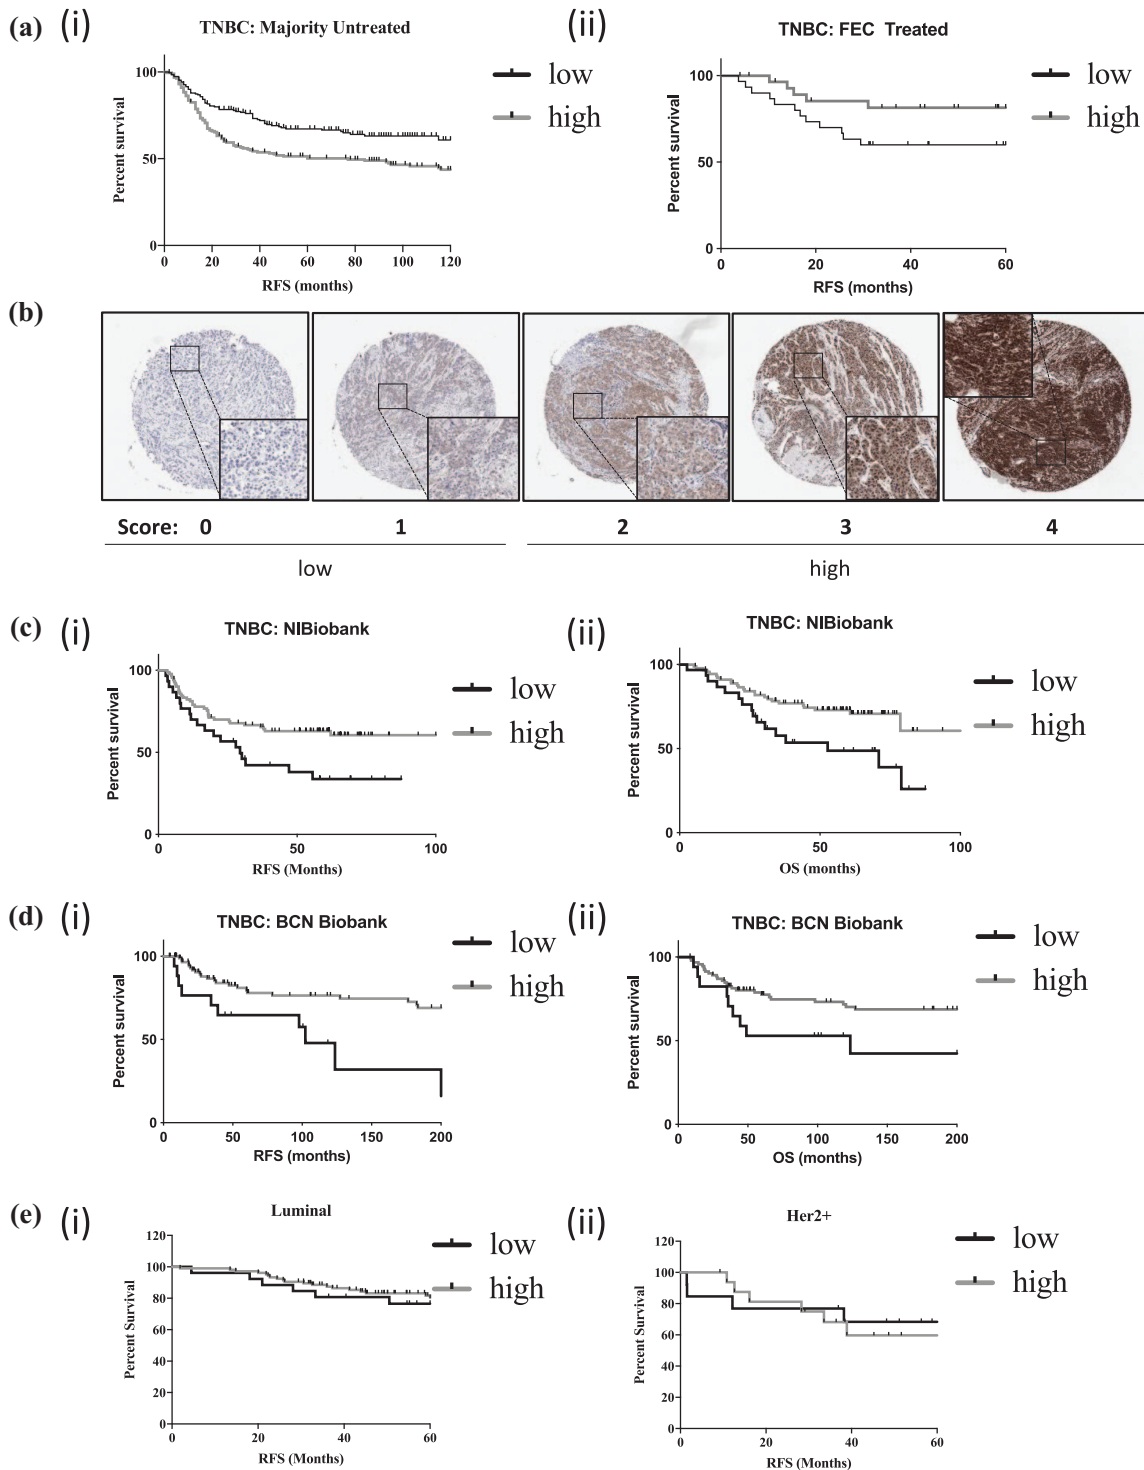 (a) (i) TNBC: Majority Untreated
low
high
100
50
0
Percent survival
0 20 40 60 80 100 120
RFS (months)
(ii) TNBC: FEC Treated
low
high
100
50
0
Percent survival
0 20 40 60
RFS (months)
(b)
Score: 0 1 2 3 4
low high
(c) (i) TNBC: NIBiobank
low
high
100
50
0
Percent survival
0 50 100
RFS (Months)
(ii) TNBC: NIBiobank
low
high
100
50
0
Percent survival
0 50 100
OS (months)
(d) (i) TNBC: BCN Biobank
low
high
100
50
0
Percent survival
0 50 100 150 200
RFS (months)
(ii) TNBC: BCN Biobank
low
high
100
50
0
Percent survival
0 50 100 150 200
OS (months)
(e) (i) Luminal
low
high
120
100
80
60
40
20
0
Percent Survival
0 20 40 60
RFS (Months)
(ii) Her2+
low
high
120
100
80
60
40
20
0
Percent Survival
0 20 40 60
RFS (Months)